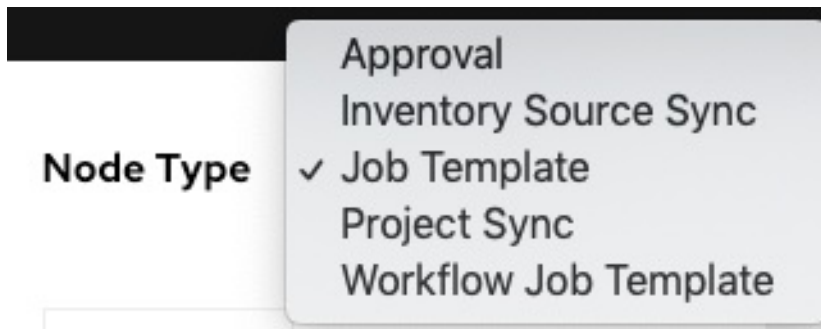 Approval
Inventory Source Sync
Node Type ✓ Job Template
Project Sync
Workflow Job Template